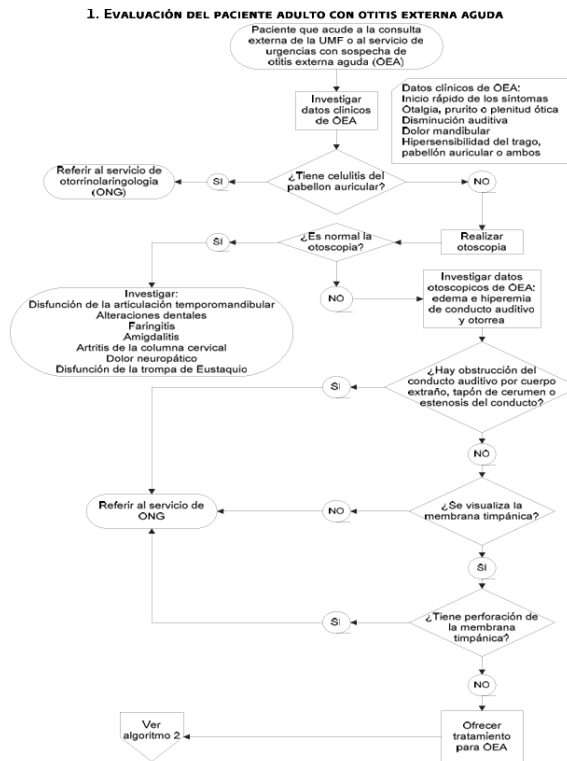 1. EVALUACIÓN DEL PACIENTE ADULTO CON OTITIS EXTERNA AGUDA
Paciente que acude a la consulta
externa de la UMF o al servicio de
urgencias con sospecha de
otitis externa aguda (OEA)
Investigar
datos clinicos
de OEA
Datos clínicos de OEA:
Inicio rápido de los sintomas
Otalgia, prurito o plenitud ótica
Disminución auditiva
Dolor mandibular
Hipersensibilidad del trago,
pabellón auricular o ambos
¿Tiene celulitis del
pabellon auricular?
SI
Referir al servicio de
otorrinolaringologia
(ONG)
NO
Realizar
otoscopia
¿Es normal la
otoscopia?
SI
Investigar:
Disfunción de la articulación temporomandibular
Alteraciones dentales
Faringitis
Amigdalitis
Artritis de la columna cervical
Dolor neuropático
Disfunción de la trompa de Eustaquio
NO
Investigar datos
otoscopicos de OEA:
edema e hiperemia
de conducto auditivo
y otorrea
¿Hay obstrucción del
conducto auditivo por cuerpo
extraño, tapón de cerumen o
estenosis del conducto?
SI
NO
Referir al servicio de
ONG
NO
¿Se visualiza la
membrana timpánica?
SI
¿Tiene perforación de
la membrana
timpánica?
SI
NO
Ofrecer
tratamiento
para OEA
Ver
algoritmo 2